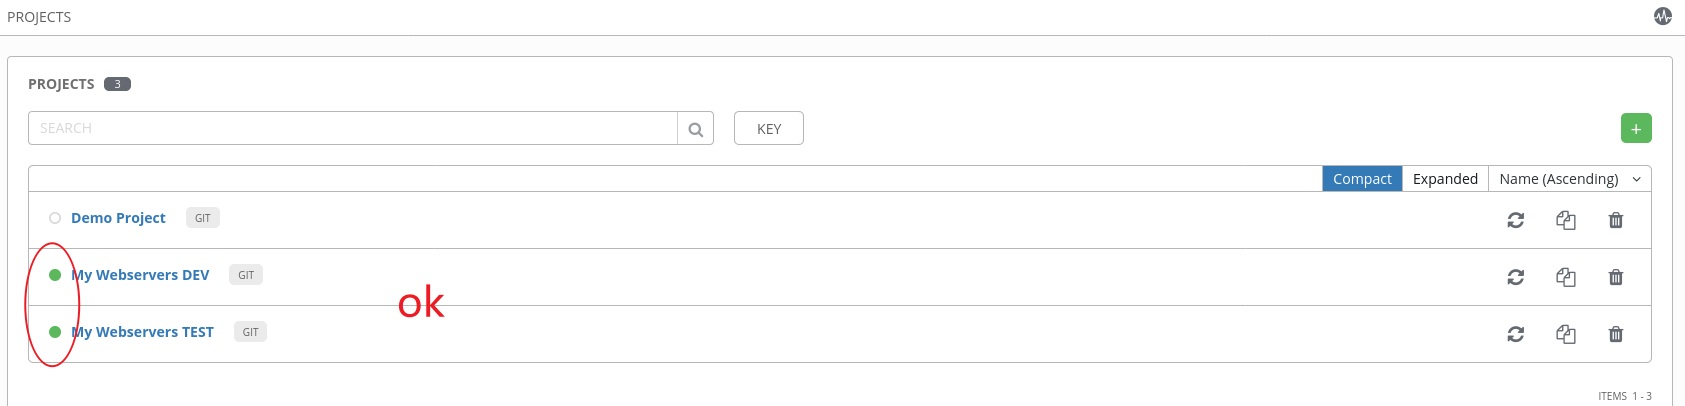 PROJECTS
PROJECTS 3
SEARCH KEY +
Compact Expanded Name (Ascending)
Demo Project GIT
My Webservers DEV GIT
ok
My Webservers TEST GIT
ITEMS 1 - 3